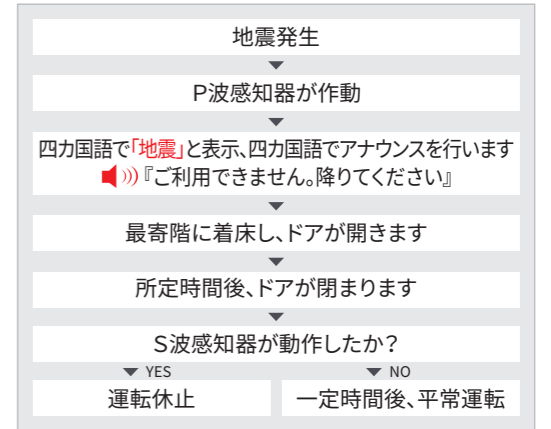 地震発生
P波感知器が作動
四カ国語で「地震」と表示、四カ国語でアナウンスを行います
『ご利用できません。降りてください』
最寄階に着床し、ドアが開きます
所定時間後、ドアが閉まります
S波感知器が動作したか?
YES NO
運転休止 一定時間後、平常運転